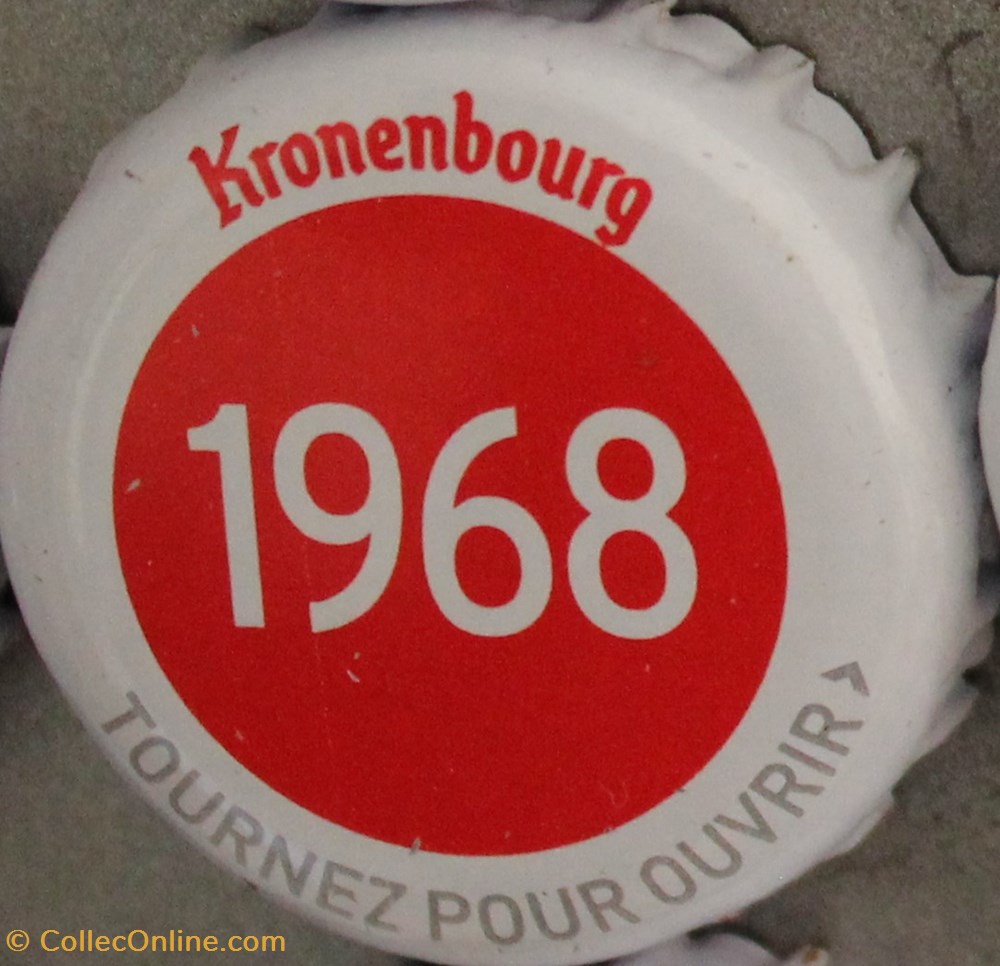 Kronenbourg
1968
TOURNEZ POUR OUVRIR >
© CollecOnline.com